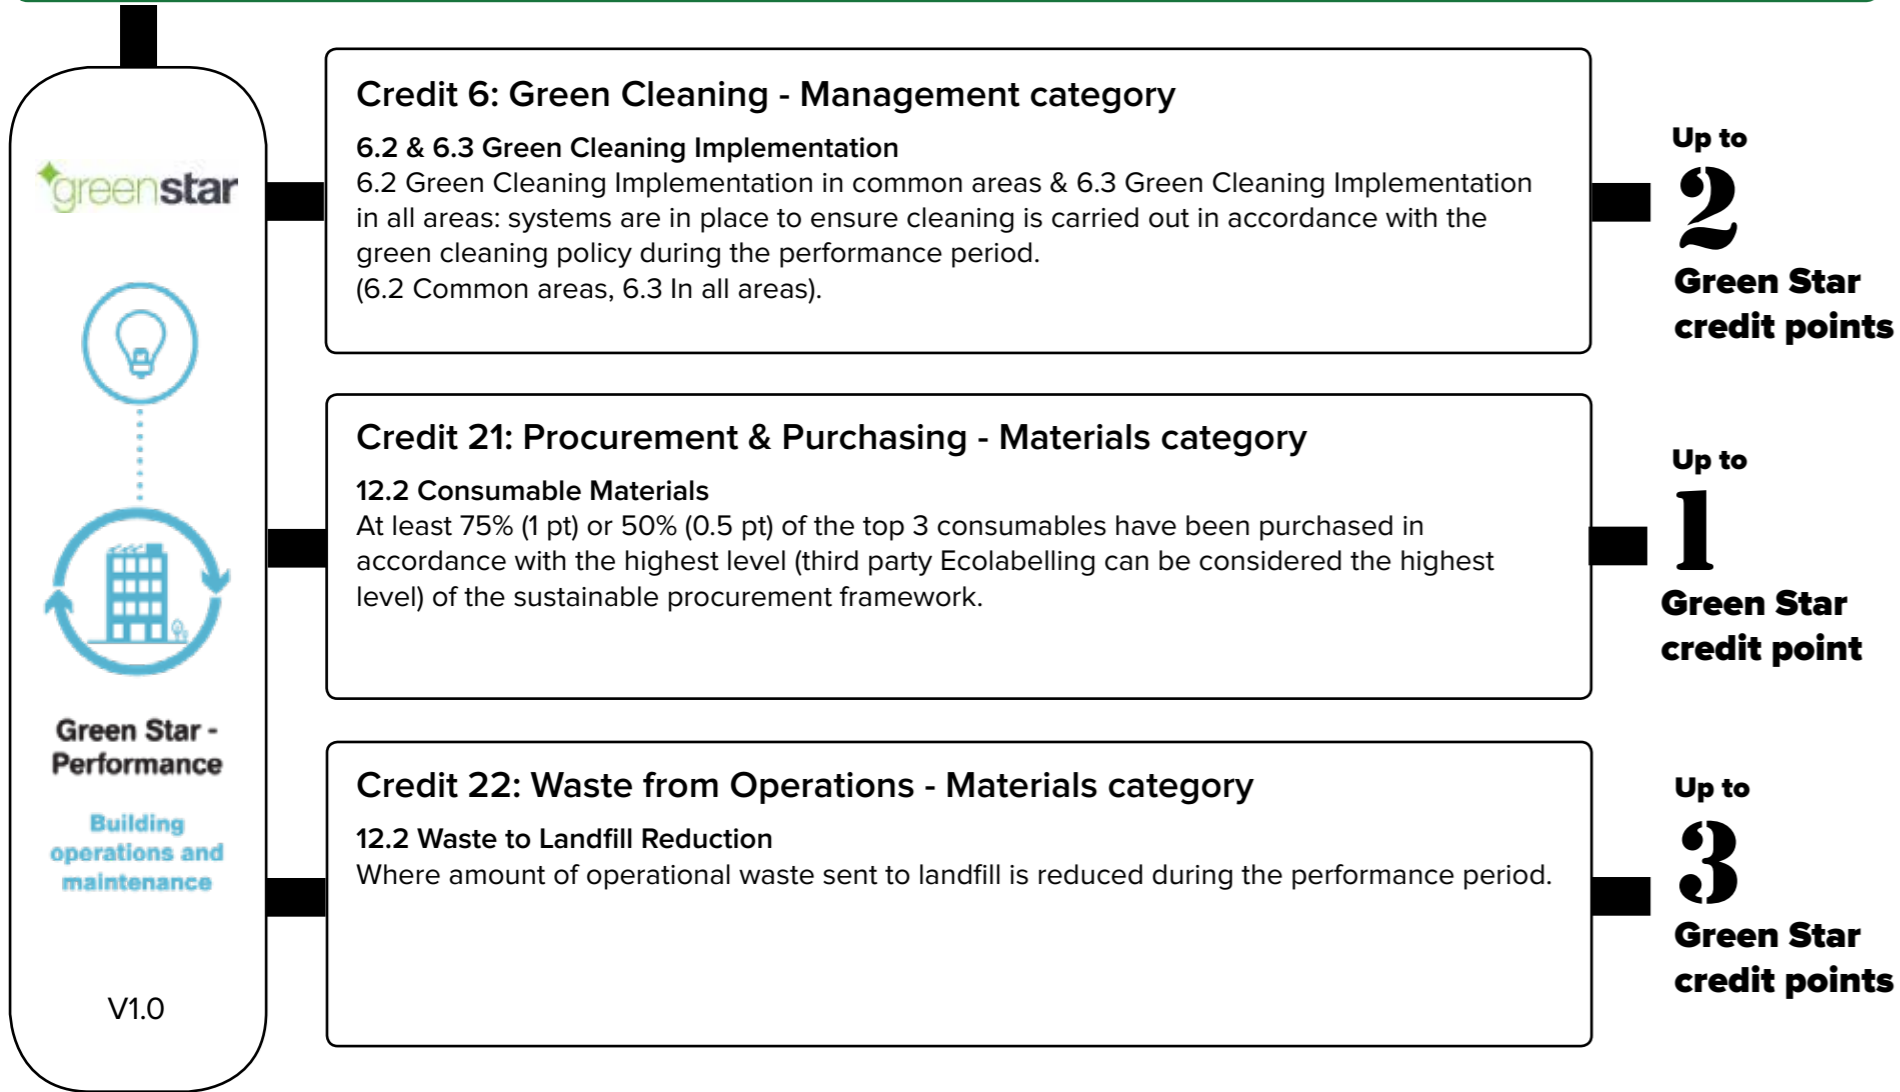 greenstar
Green Star -
Performance
Building
operations and
maintenance
V1.0
Credit 6: Green Cleaning - Management category
6.2 & 6.3 Green Cleaning Implementation
6.2 Green Cleaning Implementation in common areas & 6.3 Green Cleaning Implementation
in all areas: systems are in place to ensure cleaning is carried out in accordance with the
green cleaning policy during the performance period.
(6.2 Common areas, 6.3 In all areas).
Up to
2
Green Star
credit points
Credit 21: Procurement & Purchasing - Materials category
12.2 Consumable Materials
At least 75% (1 pt) or 50% (0.5 pt) of the top 3 consumables have been purchased in
accordance with the highest level (third party Ecolabelling can be considered the highest
level) of the sustainable procurement framework.
Up to
1
Green Star
credit point
Credit 22: Waste from Operations - Materials category
12.2 Waste to Landfill Reduction
Where amount of operational waste sent to landfill is reduced during the performance period.
Up to
3
Green Star
credit points